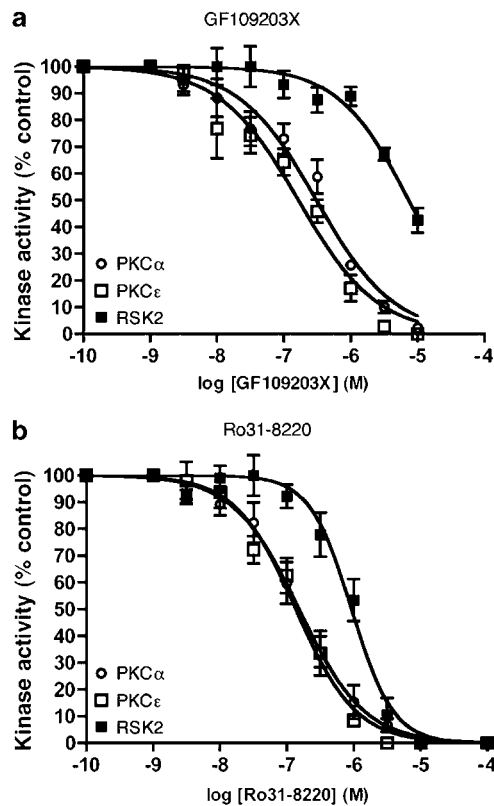 a
GF109203X
Kinase activity (% control)
100
90
80
70
60
50
40
30
20
10
0
PKCα
PKCε
RSK2
-10 -9 -8 -7 -6 -5 -4
log [GF109203X] (M)
b
Ro31-8220
Kinase activity (% control)
100
90
80
70
60
50
40
30
20
10
0
PKCα
PKCε
RSK2
-10 -9 -8 -7 -6 -5 -4
log [Ro31-8220] (M)